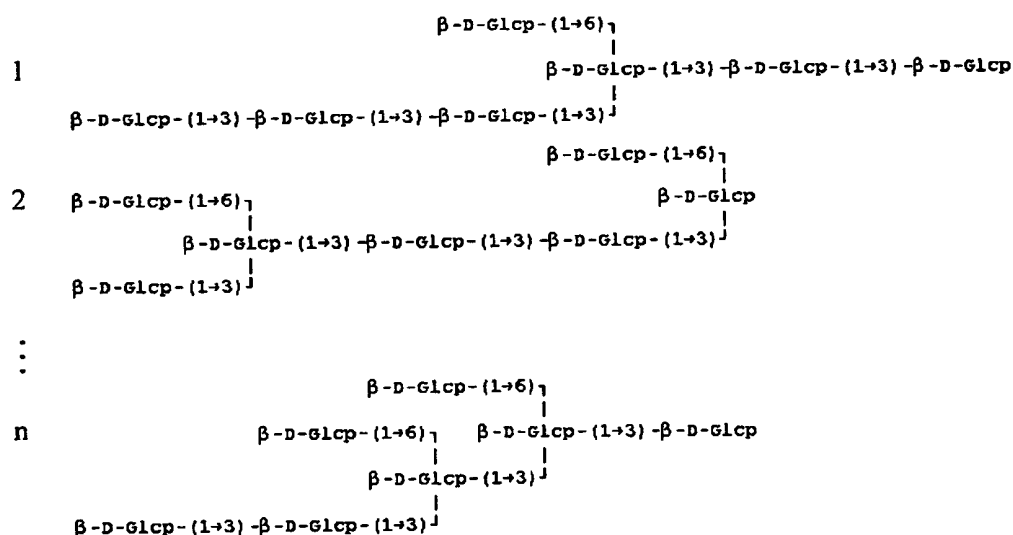 β-D-Glcp-(1→6)
1 β-D-Glcp-(1→3)-β-D-Glcp-(1→3)-β-D-Glcp
β-D-Glcp-(1→3)-β-D-Glcp-(1→3)-β-D-Glcp-(1→3)
β-D-Glcp-(1→6)
2 β-D-Glcp-(1→6) β-D-Glcp
β-D-Glcp-(1→3)-β-D-Glcp-(1→3)-β-D-Glcp-(1→3)
β-D-Glcp-(1→3)
⋮
β-D-Glcp-(1→6)
n β-D-Glcp-(1→6) β-D-Glcp-(1→3)-β-D-Glcp
β-D-Glcp-(1→3)
β-D-Glcp-(1→3)-β-D-Glcp-(1→3)